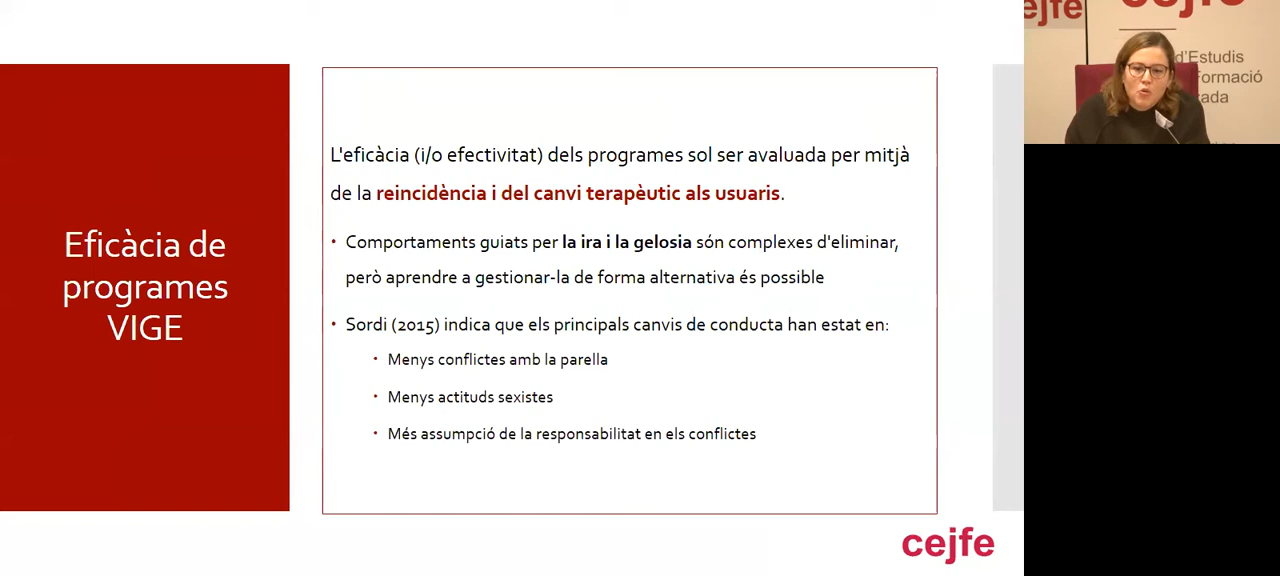 Eficàcia de
programes
VIGE
L'eficàcia (i/o efectivitat) dels programes sol ser avaluada per mitjà
de la reincidència i del canvi terapèutic als usuaris.
• Comportaments guiats per la ira i la gelosia són complexes d'eliminar,
però aprendre a gestionar-la de forma alternativa és possible
• Sordi (2015) indica que els principals canvis de conducta han estat en:
• Menys conflictes amb la parella
• Menys actituds sexistes
• Més assumpció de la responsabilitat en els conflictes
cejfe
cejfe
cejfe
d'Estudis
Formació